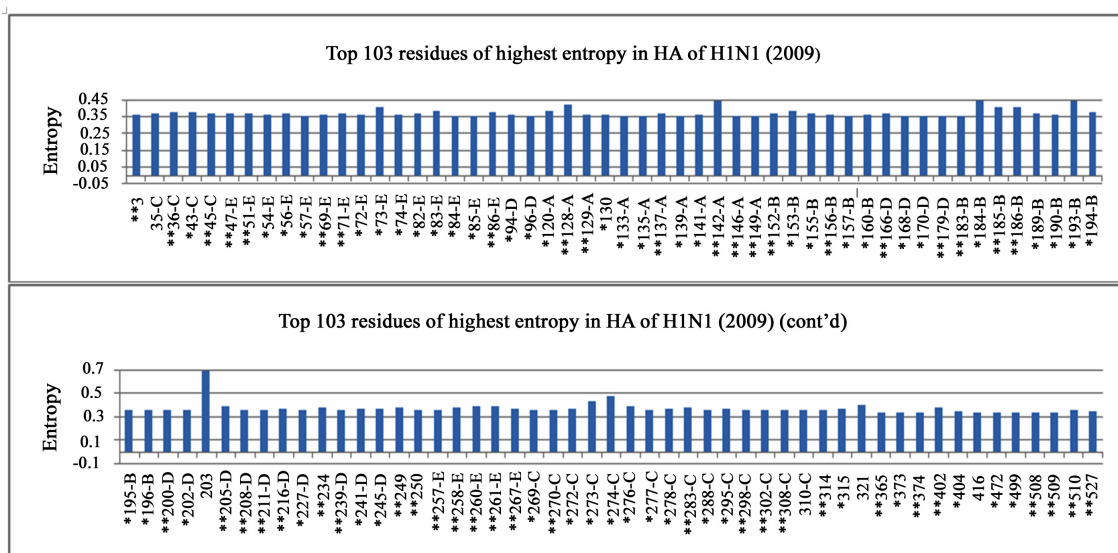 Top 103 residues of highest entropy in HA of H1N1 (2009)
Entropy
0.45
0.35
0.25
0.15
0.05
-0.05
**3
35-C
**36-C
*43-C
**45-C
**47-E
**51-E
*54-E
*56-E
*57-E
**69-E
**71-E
*72-E
*73-E
*74-E
*82-E
*83-E
*84-E
*85-E
**86-E
*94-D
*96-D
*120-A
**128-A
**129-A
*130
*133-A
*135-A
**137-A
*139-A
*141-A
**142-A
**146-A
**149-A
**152-B
*153-B
*155-B
**156-B
*157-B
*160-B
**166-D
*168-D
*170-D
**179-D
**183-B
*184-B
**185-B
**186-B
*189-B
*190-B
*193-B
*194-B
Top 103 residues of highest entropy in HA of H1N1 (2009) (cont’d)
Entropy
0.7
0.5
0.3
0.1
-0.1
*195-B
*196-B
**200-D
*202-D
203
**205-D
**208-D
**211-D
**216-D
*227-D
**234
**239-D
*241-D
*245-D
**249
**250
**257-E
**258-E
**260-E
**261-E
**267-E
*269-C
**270-C
*272-C
*273-C
*274-C
*276-C
*277-C
*278-C
**283-C
*288-C
*295-C
**298-C
**302-C
**308-C
310-C
**314
*315
321
**365
*373
**374
**402
*404
416
*472
*499
**508
**509
**510
**527